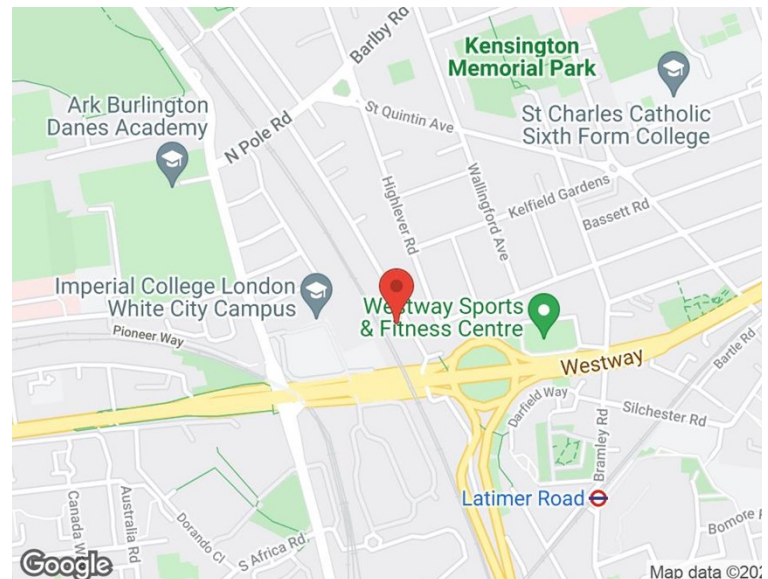 Kensington
Memorial Park
Barlby Rd
Ark Burlington
Danes Academy
St Charles Catholic
Sixth Form College
St Quintin Ave
N Pole Rd
Highlever Rd
Wallingford Ave
Kelfield Gardens
Bassett Rd
Imperial College London
White City Campus
Westway Sports
& Fitness Centre
Pioneer Way
Westway
Bartle Rd
Darfield Way
Silchester Rd
Bramley Rd
Latimer Road
Canada W
Australia Rd
Dorando Cl
S Africa Rd
Bomore
Google
Map data ©202